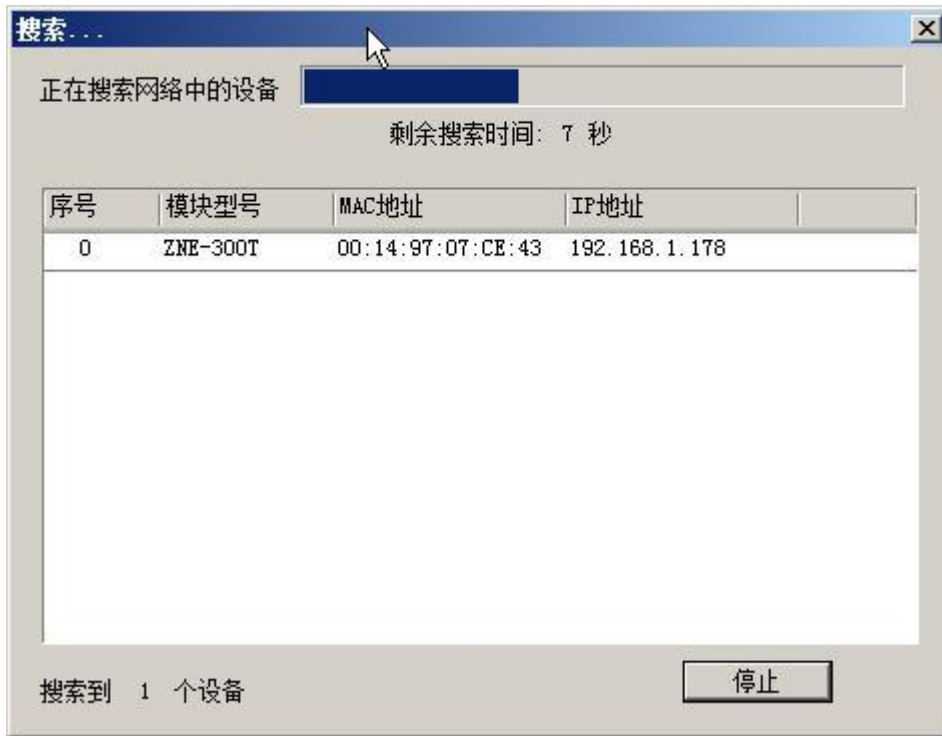 搜索...
正在搜索网络中的设备
剩余搜索时间: 7 秒
序号 模块型号 MAC地址 IP地址
0 ZNE-300T 00:14:97:07:CE:43 192.168.1.178
搜索到 1 个设备
停止